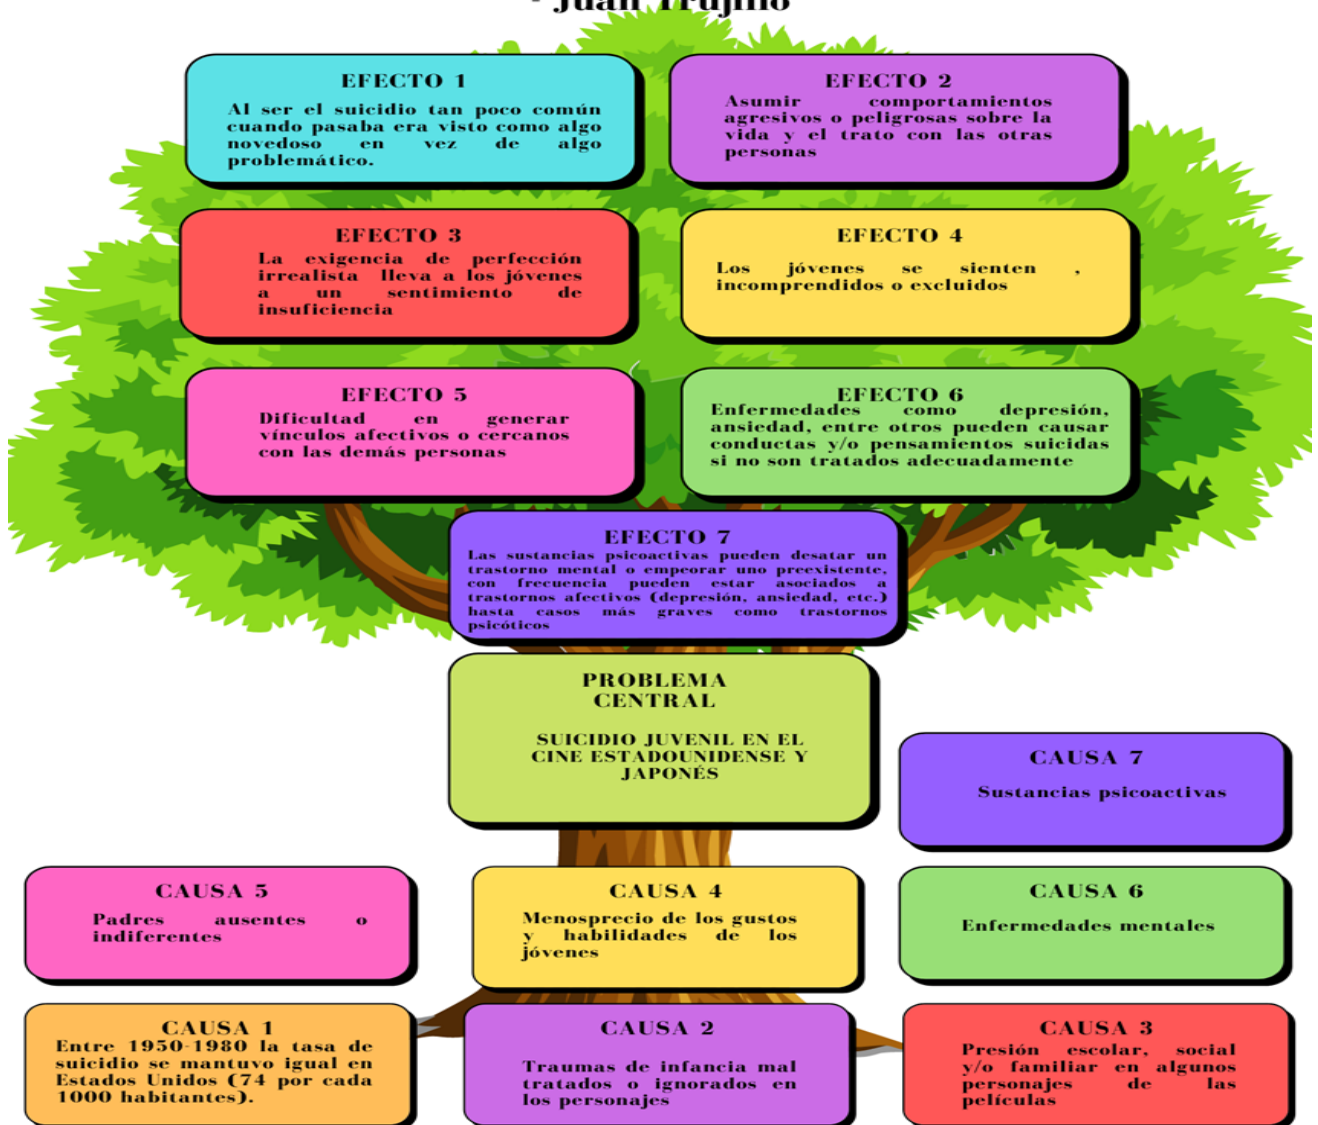 - Juan Trujillo
EFECTO 1
Al ser el suicidio tan poco común
cuando pasaba era visto como algo
novedoso en vez de algo
problemático.
EFECTO 2
Asumir comportamientos
agresivos o peligrosas sobre la
vida y el trato con las otras
personas
EFECTO 3
La exigencia de perfección
irrealista lleva a los jóvenes
a un sentimiento de
insuficiencia
EFECTO 4
Los jóvenes se sienten ,
incomprendidos o excluidos
EFECTO 5
Dificultad en generar
vínculos afectivos o cercanos
con las demás personas
EFECTO 6
Enfermedades como depresión,
ansiedad, entre otros pueden causar
conductas y/o pensamientos suicidas
si no son tratados adecuadamente
EFECTO 7
Las sustancias psicoactivas pueden desatar un
trastorno mental o empeorar uno preexistente,
con frecuencia pueden estar asociados a
trastornos afectivos (depresión, ansiedad, etc.)
hasta casos más graves como trastornos
psicóticos
PROBLEMA
CENTRAL
SUICIDIO JUVENIL EN EL
CINE ESTADOUNIDENSE Y
JAPONÉS
CAUSA 7
Sustancias psicoactivas
CAUSA 5
Padres ausentes o
indiferentes
CAUSA 4
Menosprecio de los gustos
y habilidades de los
jóvenes
CAUSA 6
Enfermedades mentales
CAUSA 1
Entre 1950-1980 la tasa de
suicidio se mantuvo igual en
Estados Unidos (74 por cada
1000 habitantes).
CAUSA 2
Traumas de infancia mal
tratados o ignorados en
los personajes
CAUSA 3
Presión escolar, social
y/o familiar en algunos
personajes de las
películas